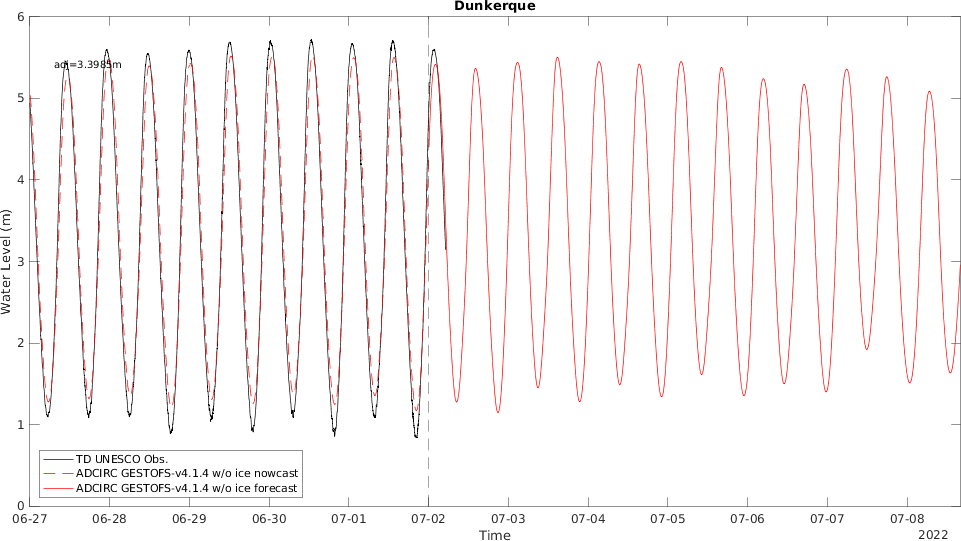 Dunkerque
adj=3.3985m
Water Level (m)
6
5
4
3
2
1
0
TD UNESCO Obs.
ADCIRC GESTOFS-v4.1.4 w/o ice nowcast
ADCIRC GESTOFS-v4.1.4 w/o ice forecast
06-27 06-28 06-29 06-30 07-01 07-02 07-03 07-04 07-05 07-06 07-07 07-08
Time
2022